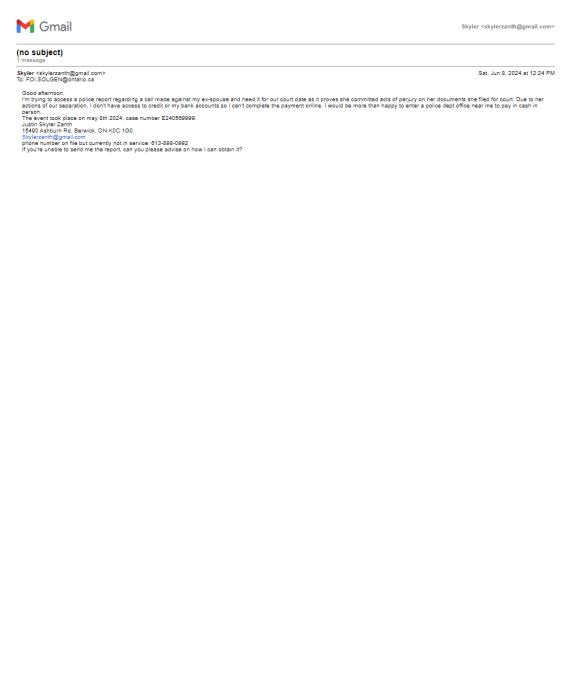 Gmail
Skyler <skylerzanth@gmail.com>
(no subject)
1 message
Skyler <skylerzanth@gmail.com>
Sat, Jun 8, 2024 at 12:24 PM
To: FOI.SOLGEN@ontario.ca
Good afternoon,
I'm trying to access a police report regarding a call made against my ex-spouse and need it for our court date as it proves she committed acts of perjury on her documents she filed for court. Due to her
actions of our separation, I don't have access to credit or my bank accounts so I can't complete the payment online. I would be more than happy to enter a police dept office near me to pay in cash in
person.
The event took place on may 8th 2024, case number E240569999.
Justin Skyler Zanth
15490 Ashburn Rd, Berwick, ON K0C 1G0
Skylerzanth@gmail.com
phone number on file but currently not in service: 613-898-0992
If you're unable to send me the report, can you please advise on how I can obtain it?